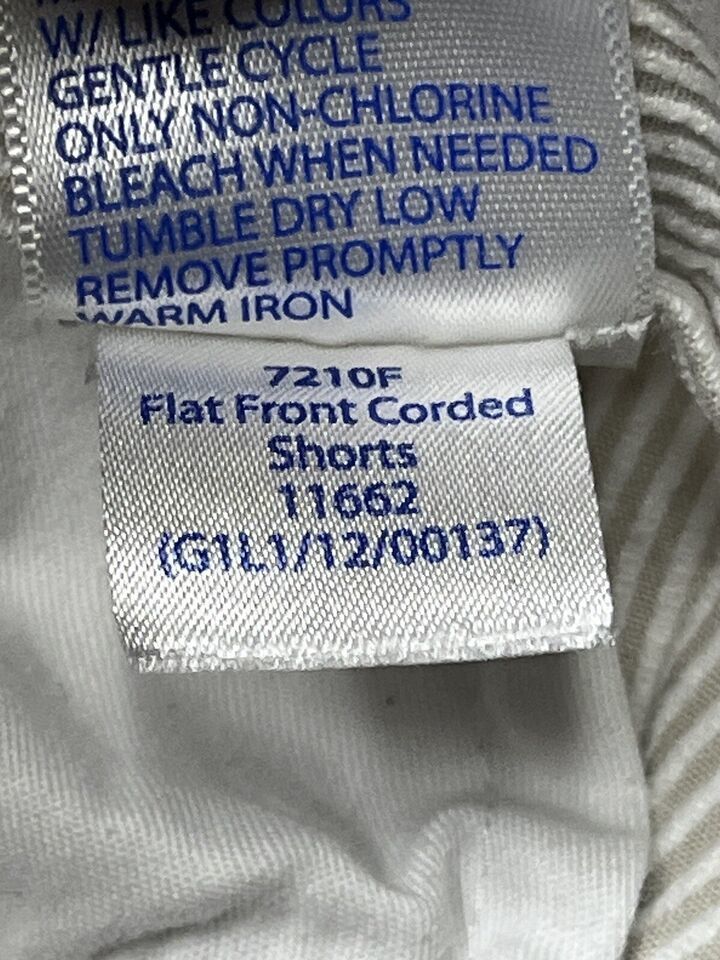 W/ LIKE COLORS
GENTLE CYCLE
ONLY NON-CHLORINE
BLEACH WHEN NEEDED
TUMBLE DRY LOW
REMOVE PROMPTLY
WARM IRON
7210F
Flat Front Corded
Shorts
11662
(G1L1/12/00137)